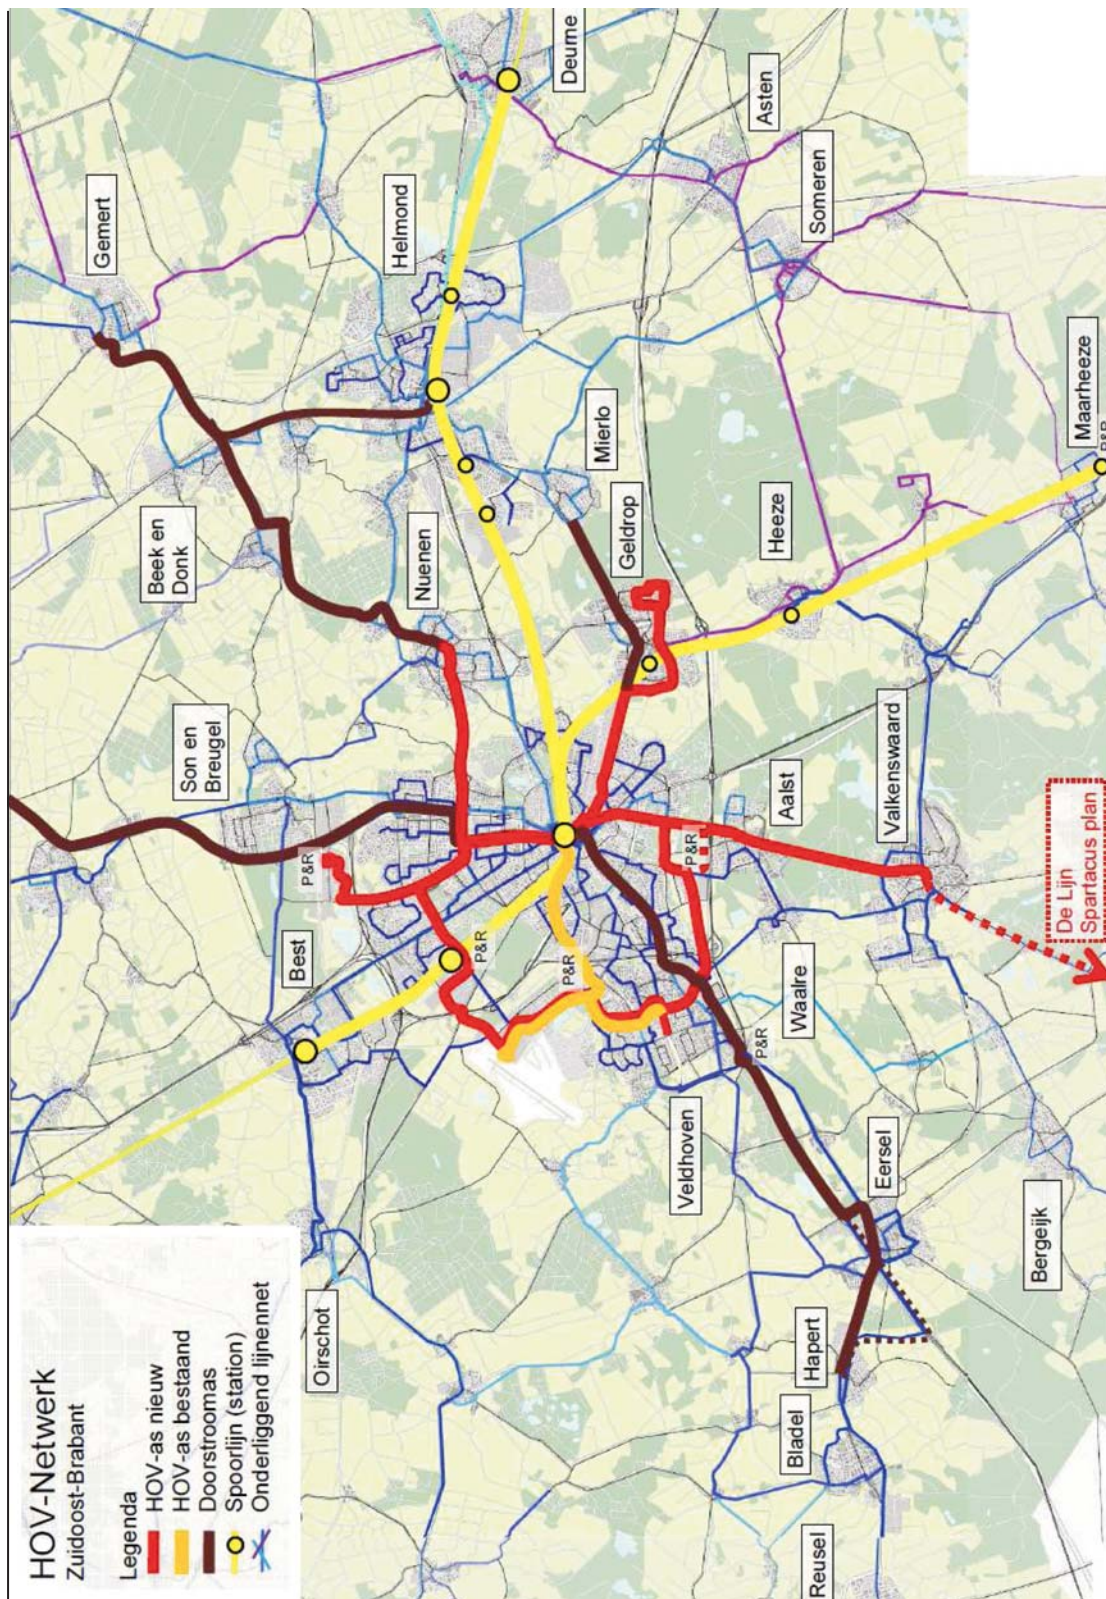 HOV-Netwerk
Zuidoost-Brabant
Legenda
HOV-as nieuw
HOV-as bestaand
Doorstroomas
Spoorlijn (station)
Onderliggend lijnennet
Oirschot
Best
Son en
Breugel
Beek en
Donk
Gemert
P&R
P&R
Nuenen
Helmond
P&R
Deurne
Veldhoven
P&R
P&R
Geldrop
Mierlo
Reusel
Bladel
Hapert
Eersel
Waalre
Aalst
Heeze
Asten
Valkenswaard
Someren
Bergeijk
De Lijn
Spartacus plan
Maarheeze
P&R